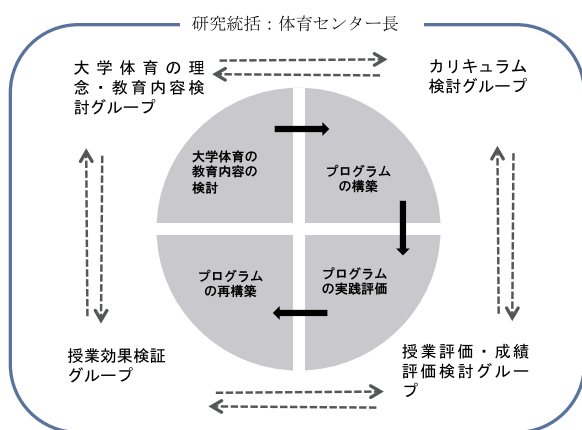 研究統括：体育センター長
大学体育の理
念・教育内容検
討グループ
カリキュラム
検討グループ
大学体育の
教育内容の
検討
プログラム
の構築
プログラム
の再構築
プログラム
の実践評価
授業効果検証
グループ
授業評価・成績
評価検討グルー
プ